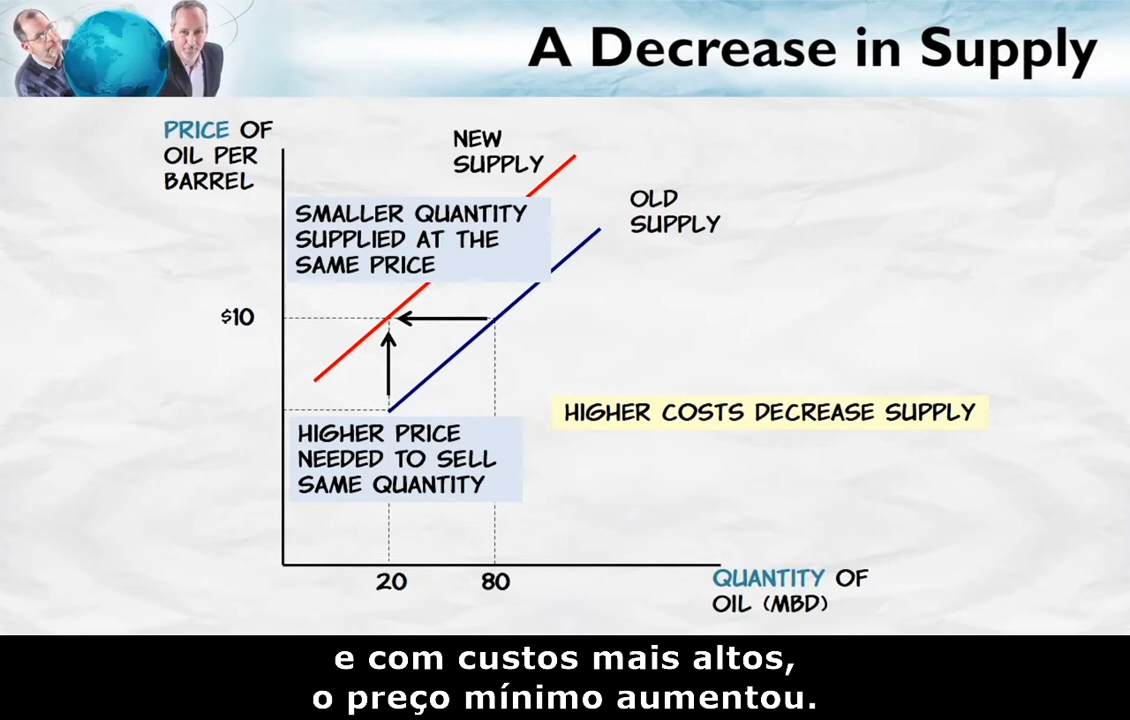 A Decrease in Supply
PRICE OF
OIL PER
BARREL
NEW
SUPPLY
OLD
SUPPLY
SMALLER QUANTITY
SUPPLIED AT THE
SAME PRICE
$10
HIGHER COSTS DECREASE SUPPLY
HIGHER PRICE
NEEDED TO SELL
SAME QUANTITY
20
80
QUANTITY OF
OIL (MBD)
e com custos mais altos,
o preço mínimo aumentou.